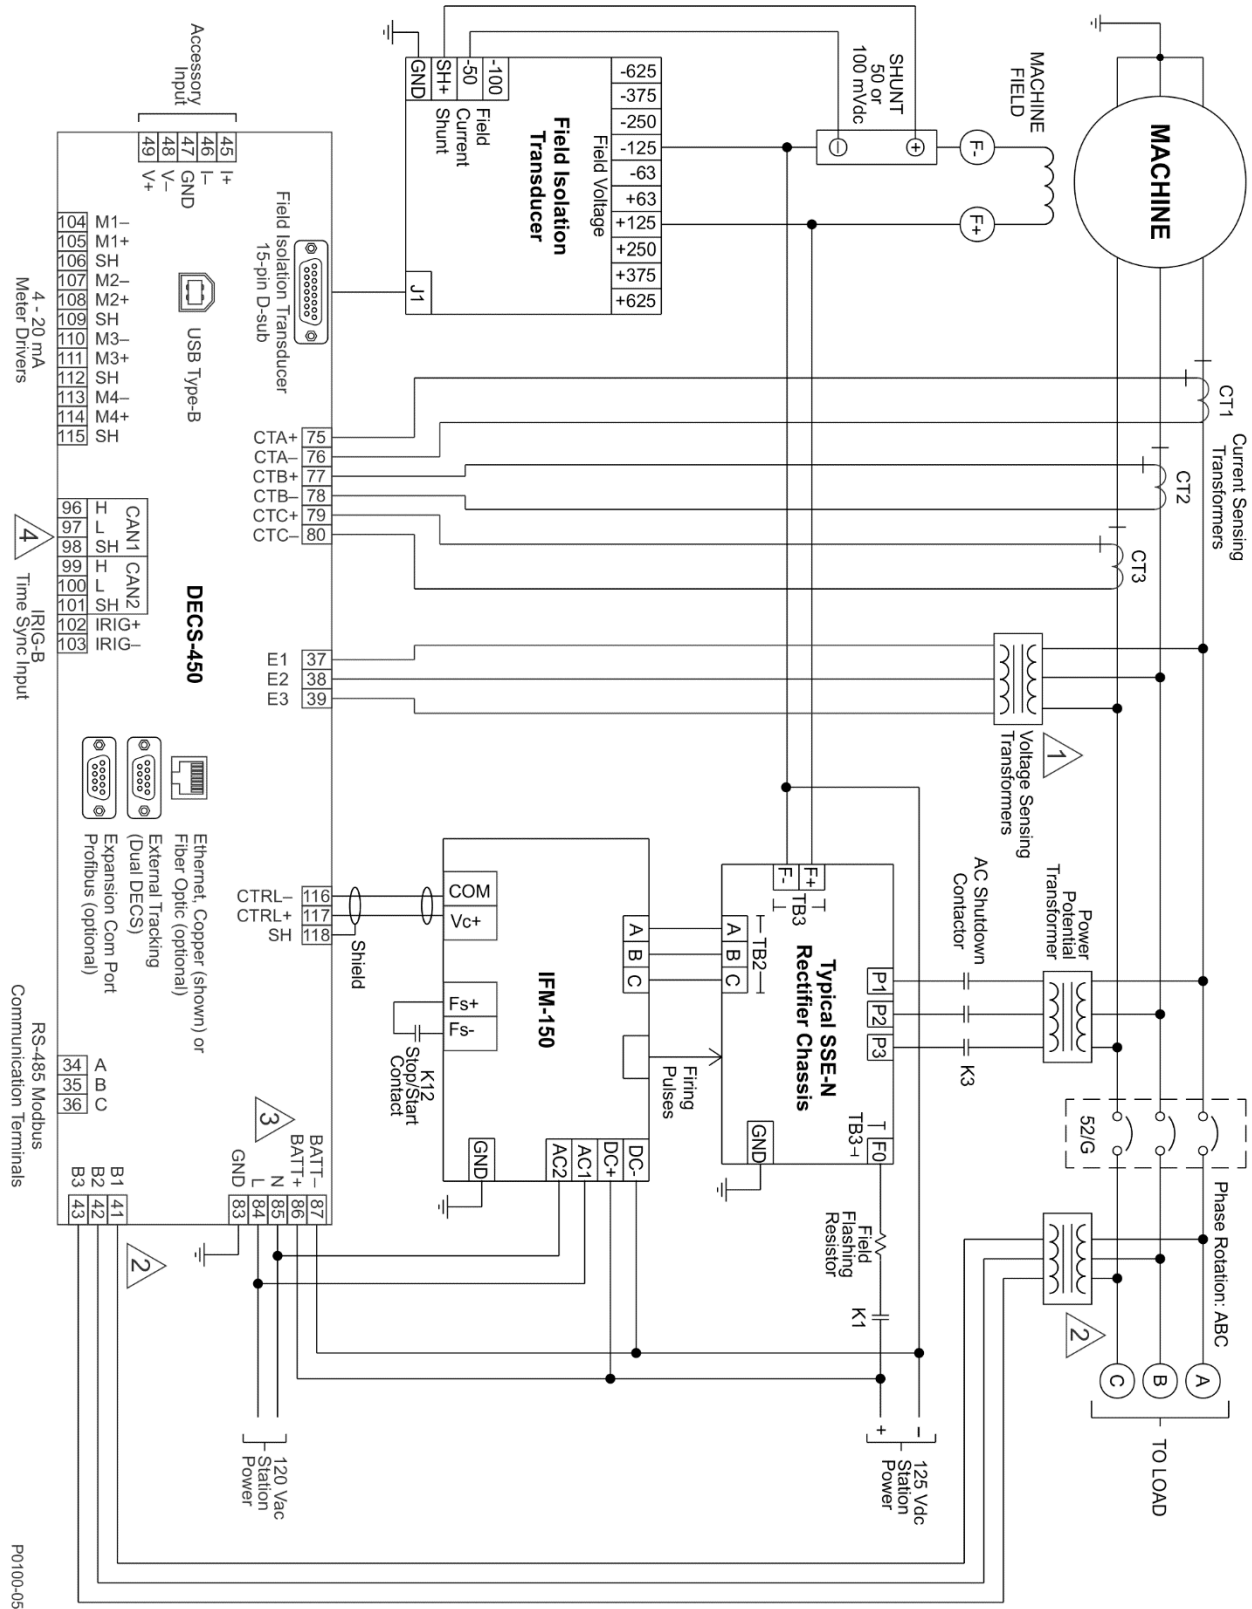 MACHINE
MACHINE
FIELD
F-
F+
SHUNT
50 or
100 mVdc
GND
SH+
-50
-100
Field
Current
Shunt
Field Isolation
Transducer
Field Voltage
-625
-375
-250
-125
-63
+63
+125
+250
+375
+625
J1
Accessory
Input
49
48
47
46
45
V+
V–
GND
I–
I+
Field Isolation Transducer
15-pin D-sub
USB Type-B
104 M1–
105 M1+
106 SH
107 M2–
108 M2+
109 SH
110 M3–
111 M3+
112 SH
113 M4–
114 M4+
115 SH
4 - 20 mA
Meter Drivers
CTA+ 75
CTA– 76
CTB+ 77
CTB– 78
CTC+ 79
CTC– 80
CT1
CT2
CT3
Current Sensing
Transformers
96 H
97 L
98 SH
CAN1
99 H
100 L
101 SH
CAN2
102 IRIG+
103 IRIG–
4
IRIG-B
Time Sync Input
DECS-450
E1 37
E2 38
E3 39
1
Voltage Sensing
Transformers
Ethernet, Copper (shown) or
Fiber Optic (optional)
External Tracking
(Dual DECS)
Expansion Com Port
Profibus (optional)
CTRL– 116
CTRL+ 117
SH 118
Shield
COM
Vc+
Fs+
Fs-
K12
Stop/Start
Contact
IFM-150
A
B
C
Firing
Pulses
GND
AC2
AC1
DC+
DC-
F-
F+
TB3
A
B
C
TB2
Typical SSE-N
Rectifier Chassis
P1
P2
P3
GND
TB3
F0
AC Shutdown
Contactor
K3
Power
Potential
Transformer
52/G
Phase Rotation: ABC
Field
Flashing
Resistor
K1
2
C
B
A
TO LOAD
34 A
35 B
36 C
RS-485 Modbus
Communication Terminals
B3
B2
B1
43
42
41
2
3
GND
L
N
BATT+
BATT–
83
84
85
86
87
120 Vac
Station
Power
+
-
125 Vdc
Station
Power
P0100-05